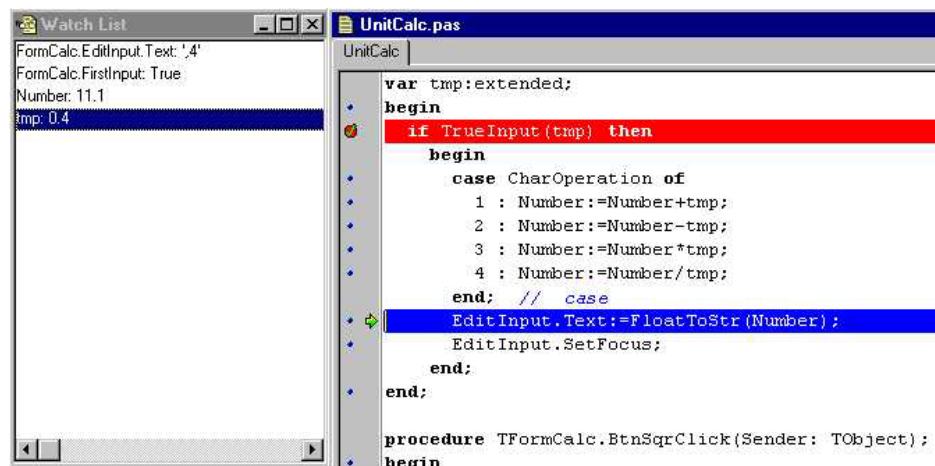 Watch List
FormCalc.EditInput.Text: ',4'
FormCalc.FirstInput: True
Number: 11.1
tmp: 0.4
UnitCalc.pas
UnitCalc
var tmp:extended;
begin
if TrueInput(tmp) then
begin
case CharOperation of
1 : Number:=Number+tmp;
2 : Number:=Number-tmp;
3 : Number:=Number*tmp;
4 : Number:=Number/tmp;
end; // case
EditInput.Text:=FloatToStr(Number);
EditInput.SetFocus;
end;
end;
procedure TFormCalc.BtnSqrClick(Sender: TObject);
begin